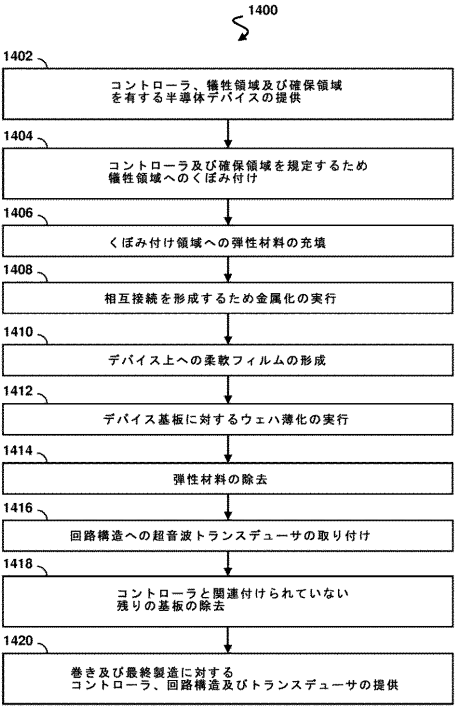 1400
1402
コントローラ、犠牲領域及び確保領域
を有する半導体デバイスの提供
1404
コントローラ及び確保領域を規定するため
犠牲領域へのくぼみ付け
1406
くぼみ付け領域への弾性材料の充填
1408
相互接続を形成するため金属化の実行
1410
デバイス上への柔軟フィルムの形成
1412
デバイス基板に対するウェハ薄化の実行
1414
弾性材料の除去
1416
回路構造への超音波トランスデューサの取り付け
1418
コントローラと関連付けられていない
残りの基板の除去
1420
巻き及び最終製造に対する
コントローラ、回路構造及びトランスデューサの提供